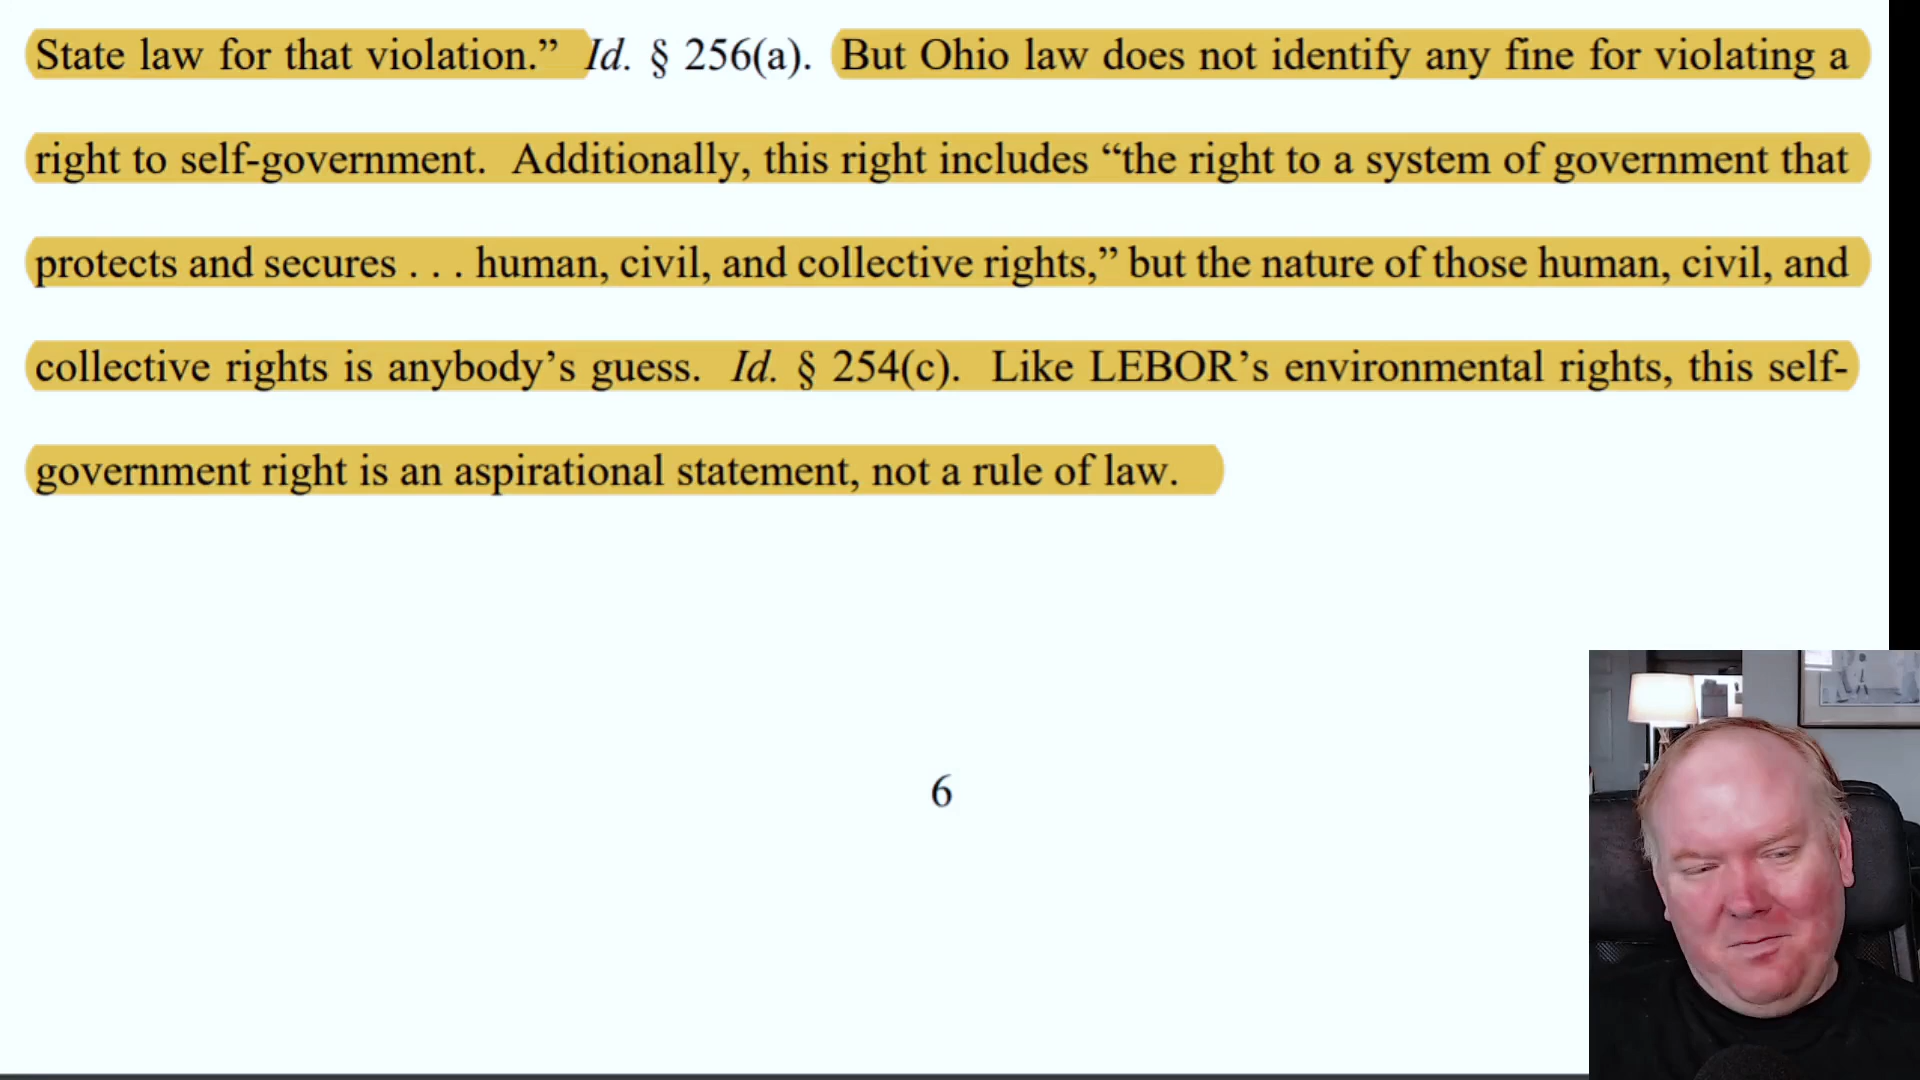 State law for that violation.” Id. § 256(a). But Ohio law does not identify any fine for violating a
right to self-government. Additionally, this right includes “the right to a system of government that
protects and secures . . . human, civil, and collective rights,” but the nature of those human, civil, and
collective rights is anybody’s guess. Id. § 254(c). Like LEBOR’s environmental rights, this self-
government right is an aspirational statement, not a rule of law.
6